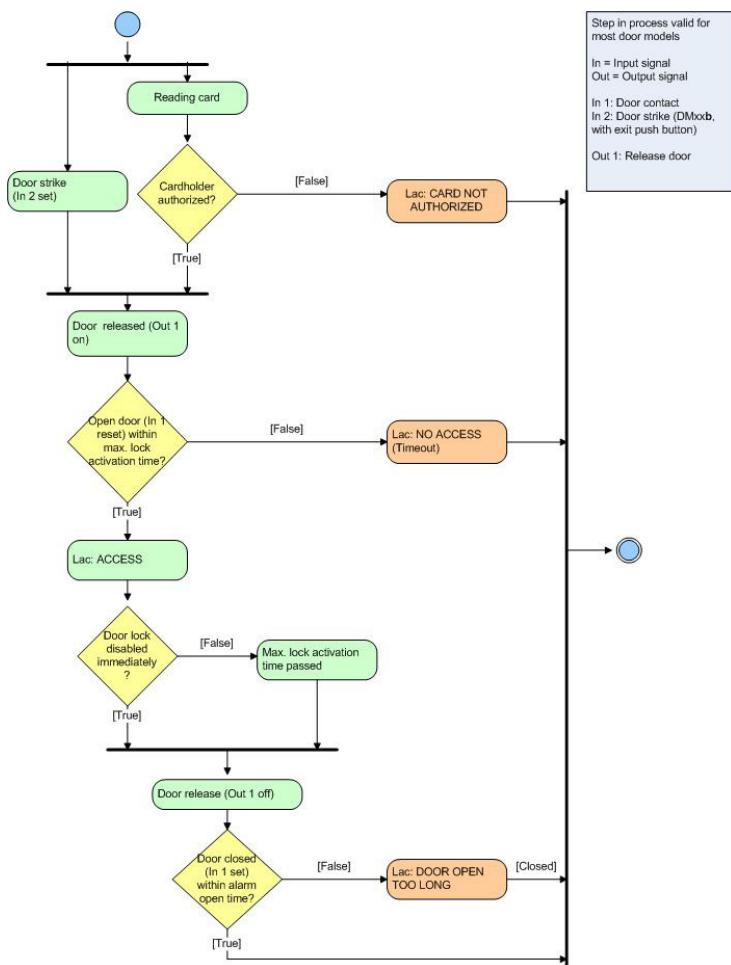 Step in process valid for
most door models
In = Input signal
Out = Output signal
In 1: Door contact
In 2: Door strike (DMxxb,
with exit push button)
Out 1: Release door
Reading card
Door strike
(In 2 set)
Cardholder
authorized?
[False]
Lac: CARD NOT
AUTHORIZED
[True]
Door released (Out 1
on)
Open door (In 1
reset) within
max. lock
activation time?
[False]
Lac: NO ACCESS
(Timeout)
[True]
Lac: ACCESS
Door lock
disabled
immediately
?
[False]
Max. lock activation
time passed
[True]
Door release (Out 1 off)
Door closed
(In 1 set)
within alarm
open time?
[False]
Lac: DOOR OPEN
TOO LONG
[Closed]
[True]